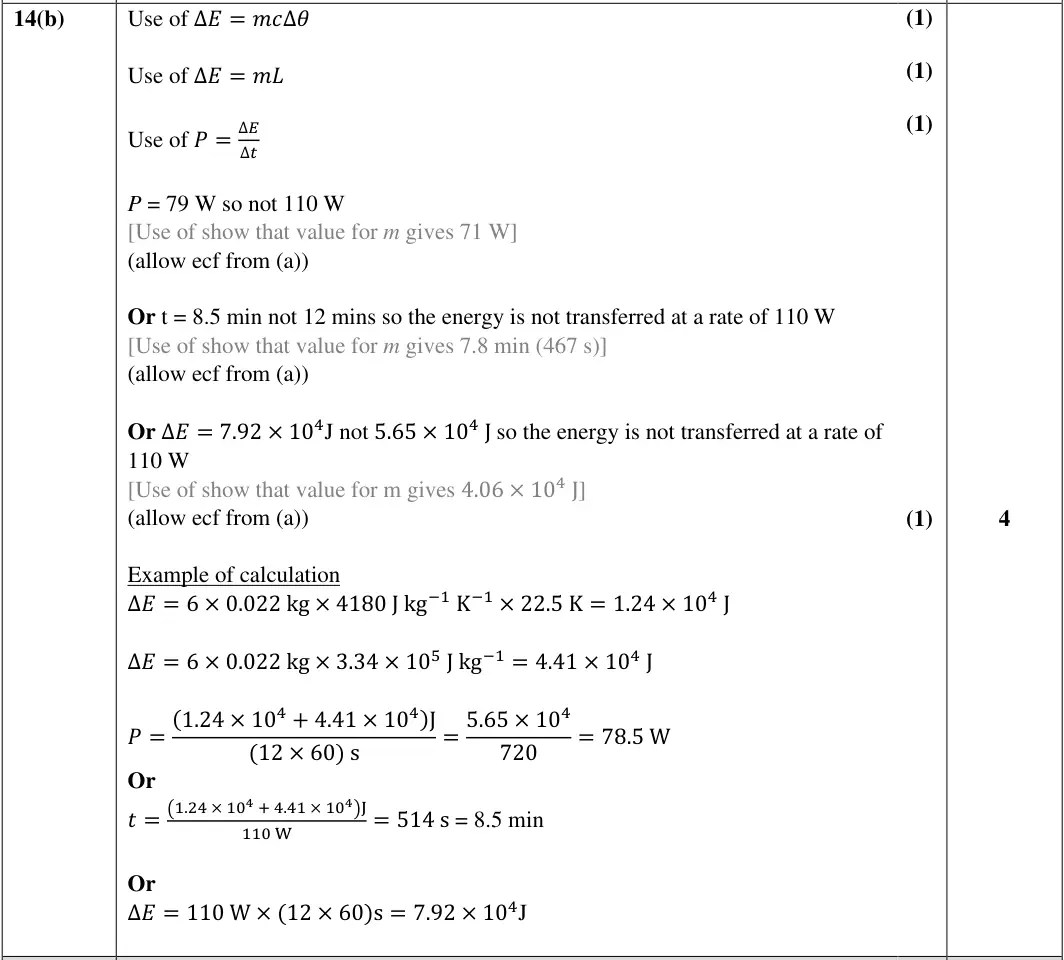 14(b)
Use of Δ𝐸 = 𝑚𝑐Δ𝜃 (1)
Use of Δ𝐸 = 𝑚𝐿 (1)
Use of 𝑃 = Δ𝐸/Δ𝑡 (1)
P = 79 W so not 110 W
[Use of show that value for m gives 71 W]
(allow ecf from (a))
Or t = 8.5 min not 12 mins so the energy is not transferred at a rate of 110 W
[Use of show that value for m gives 7.8 min (467 s)]
(allow ecf from (a))
Or Δ𝐸 = 7.92 × 10⁴J not 5.65 × 10⁴ J so the energy is not transferred at a rate of
110 W
[Use of show that value for m gives 4.06 × 10⁴ J]
(allow ecf from (a)) (1) 4
Example of calculation
Δ𝐸 = 6 × 0.022 kg × 4180 J kg⁻¹ K⁻¹ × 22.5 K = 1.24 × 10⁴ J
Δ𝐸 = 6 × 0.022 kg × 3.34 × 10⁵ J kg⁻¹ = 4.41 × 10⁴ J
𝑃 = (1.24 × 10⁴ + 4.41 × 10⁴)J/(12 × 60) s = 5.65 × 10⁴/720 = 78.5 W
Or
𝑡 = (1.24 × 10⁴ + 4.41 × 10⁴)J/110 W = 514 s = 8.5 min
Or
Δ𝐸 = 110 W × (12 × 60)s = 7.92 × 10⁴J